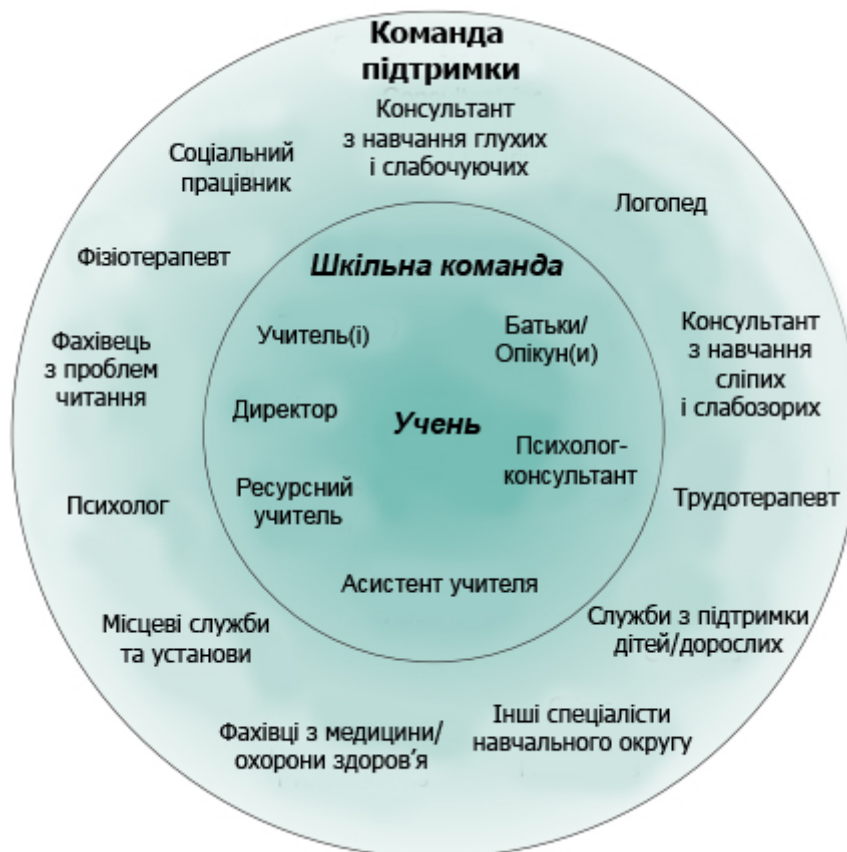 Команда
підтримки
Консультант
з навчання глухих
і слабочуючих
Соціальний
працівник
Логопед
Фізіотерапевт
Шкільна команда
Учитель(і)
Батьки/
Опікун(и)
Консультант
з навчання
сліпих
і слабозорих
Фахівець
з проблем
читання
Директор
Учень
Психолог-
консультант
Ресурсний
учитель
Психолог
Трудотерапевт
Асистент учителя
Місцеві служби
та установи
Служби з підтримки
дітей/дорослих
Фахівці з медицини/
охорони здоров’я
Інші спеціалісти
навчального округу